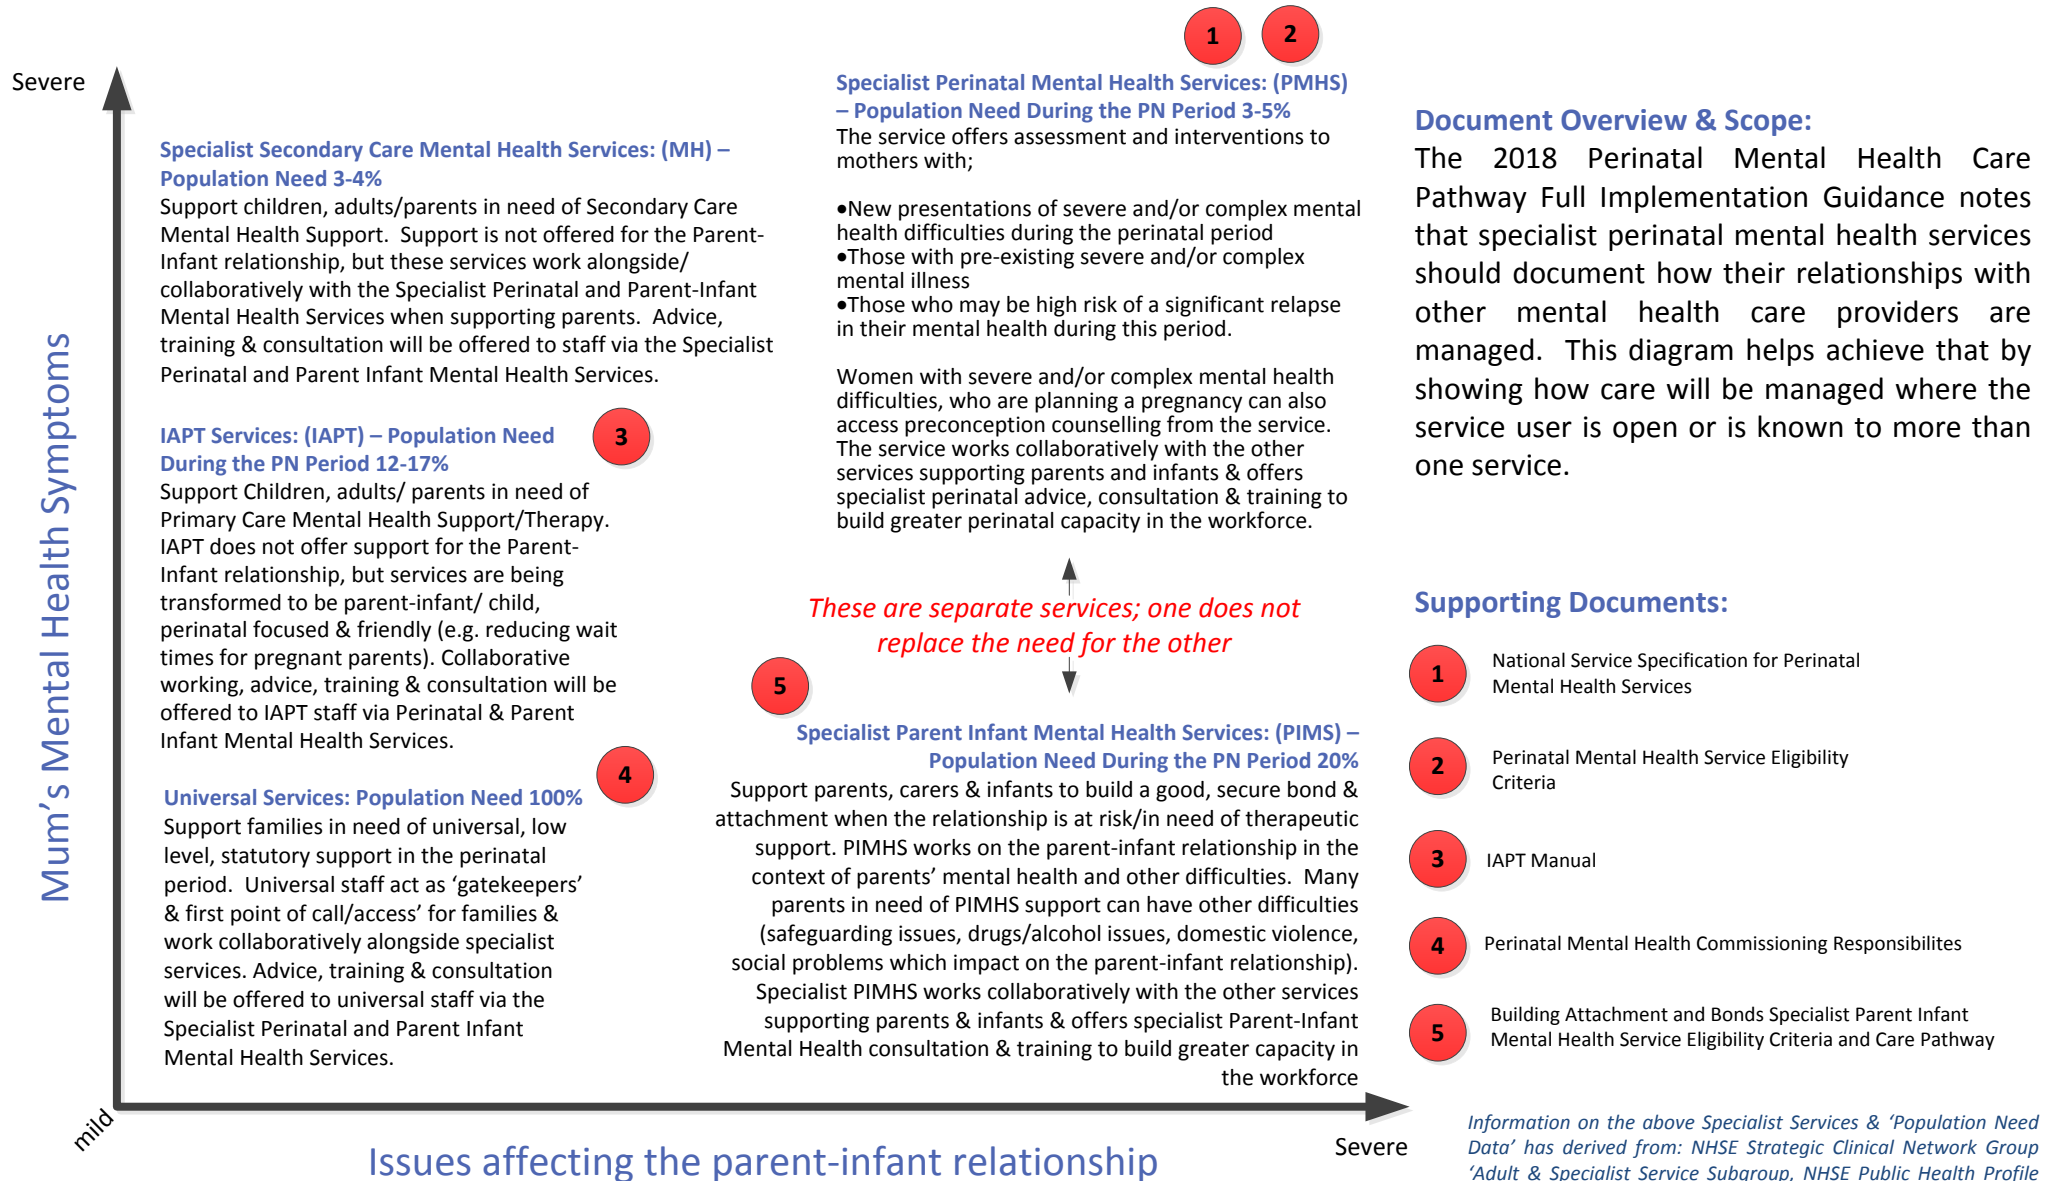 1
2
Severe
Specialist Perinatal Mental Health Services: (PMHS)
– Population Need During the PN Period 3-5%
The service offers assessment and interventions to
mothers with;
•New presentations of severe and/or complex mental
health difficulties during the perinatal period
•Those with pre-existing severe and/or complex
mental illness
•Those who may be high risk of a significant relapse
in their mental health during this period.
Women with severe and/or complex mental health
difficulties, who are planning a pregnancy can also
access preconception counselling from the service.
The service works collaboratively with the other
services supporting parents and infants & offers
specialist perinatal advice, consultation & training to
build greater perinatal capacity in the workforce.
Specialist Secondary Care Mental Health Services: (MH) –
Population Need 3-4%
Support children, adults/parents in need of Secondary Care
Mental Health Support. Support is not offered for the Parent-
Infant relationship, but these services work alongside/
collaboratively with the Specialist Perinatal and Parent-Infant
Mental Health Services when supporting parents. Advice,
training & consultation will be offered to staff via the Specialist
Perinatal and Parent Infant Mental Health Services.
Mum's Mental Health Symptoms
IAPT Services: (IAPT) – Population Need
During the PN Period 12-17%
3
Support Children, adults/ parents in need of
Primary Care Mental Health Support/Therapy.
IAPT does not offer support for the Parent-
Infant relationship, but services are being
transformed to be parent-infant/ child,
perinatal focused & friendly (e.g. reducing wait
times for pregnant parents). Collaborative
working, advice, training & consultation will be
offered to IAPT staff via Perinatal & Parent
Infant Mental Health Services.
These are separate services; one does not
replace the need for the other
5
4
Universal Services: Population Need 100%
Support families in need of universal, low
level, statutory support in the perinatal
period. Universal staff act as ‘gatekeepers’
& first point of call/access’ for families &
work collaboratively alongside specialist
services. Advice, training & consultation
will be offered to universal staff via the
Specialist Perinatal and Parent Infant
Mental Health Services.
Specialist Parent Infant Mental Health Services: (PIMS) –
Population Need During the PN Period 20%
Support parents, carers & infants to build a good, secure bond &
attachment when the relationship is at risk/in need of therapeutic
support. PIMHS works on the parent-infant relationship in the
context of parents’ mental health and other difficulties. Many
parents in need of PIMHS support can have other difficulties
(safeguarding issues, drugs/alcohol issues, domestic violence,
social problems which impact on the parent-infant relationship).
Specialist PIMHS works collaboratively with the other services
supporting parents & infants & offers specialist Parent-Infant
Mental Health consultation & training to build greater capacity in
the workforce
mild
Issues affecting the parent-infant relationship
Severe
Document Overview & Scope:
The 2018 Perinatal Mental Health Care
Pathway Full Implementation Guidance notes
that specialist perinatal mental health services
should document how their relationships with
other mental health care providers are
managed. This diagram helps achieve that by
showing how care will be managed where the
service user is open or is known to more than
one service.
Supporting Documents:
1
National Service Specification for Perinatal
Mental Health Services
2
Perinatal Mental Health Service Eligibility
Criteria
3
IAPT Manual
4
Perinatal Mental Health Commissioning Responsibilites
5
Building Attachment and Bonds Specialist Parent Infant
Mental Health Service Eligibility Criteria and Care Pathway
Information on the above Specialist Services & ‘Population Need
Data’ has derived from: NHSE Strategic Clinical Network Group
‘Adult & Specialist Service Subgroup, NHSE Public Health Profile